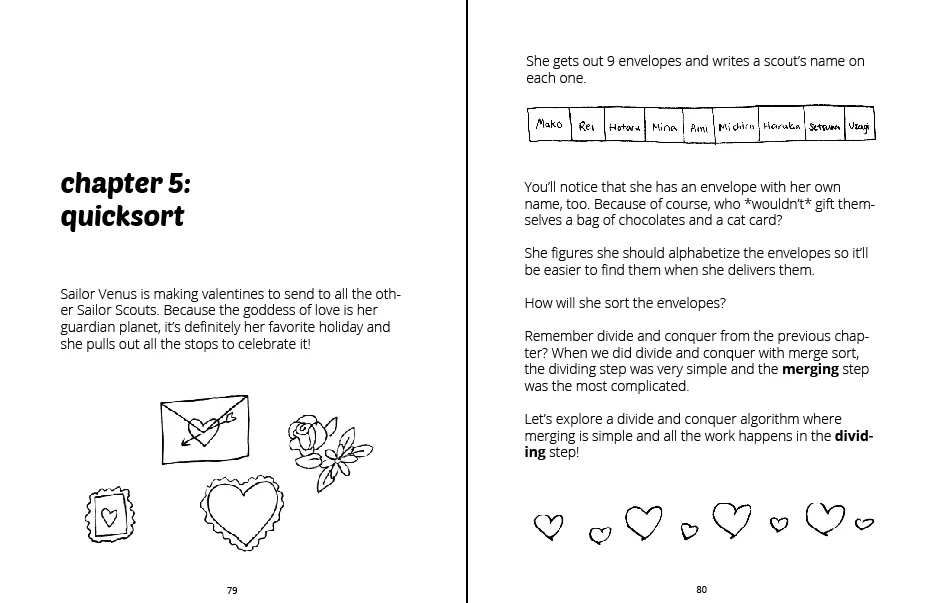 chapter 5:
quicksort
Sailor Venus is making valentines to send to all the oth-
er Sailor Scouts. Because the goddess of love is her
guardian planet, it's definitely her favorite holiday and
she pulls out all the stops to celebrate it!
79
She gets out 9 envelopes and writes a scout's name on
each one.
Mako Rei Hotaru Mina Ami Michiru Haruka Setsuna Usagi
You'll notice that she has an envelope with her own
name, too. Because of course, who *wouldn't* gift them-
selves a bag of chocolates and a cat card?
She figures she should alphabetize the envelopes so it'll
be easier to find them when she delivers them.
How will she sort the envelopes?
Remember divide and conquer from the previous chap-
ter? When we did divide and conquer with merge sort,
the dividing step was very simple and the merging step
was the most complicated.
Let's explore a divide and conquer algorithm where
merging is simple and all the work happens in the divid-
ing step!
80